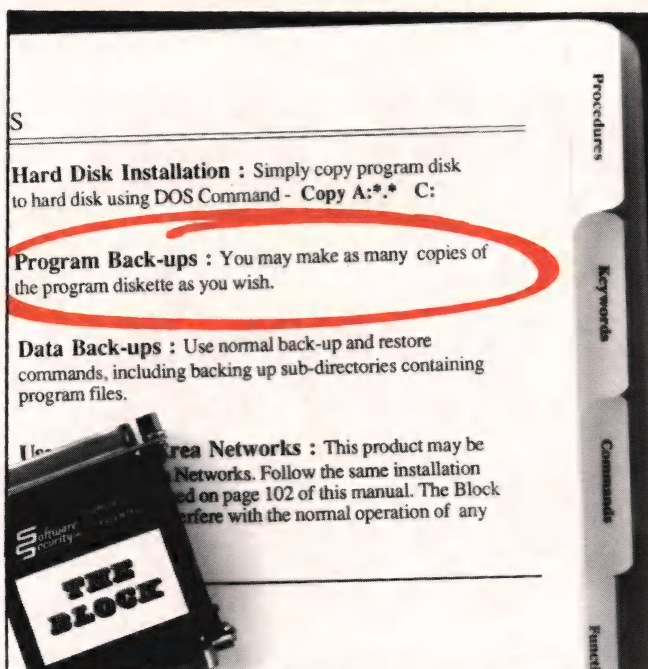 S
Hard Disk Installation : Simply copy program disk
to hard disk using DOS Command - Copy A:*.* C:
Program Back-ups : You may make as many copies of
the program diskette as you wish.
Data Back-ups : Use normal back-up and restore
commands, including backing up sub-directories containing
program files.
rea Networks : This product may be
Networks. Follow the same installation
ed on page 102 of this manual. The Block
erfere with the normal operation of any
Software
Security
THE
BLOCK
Procedures
Keywords
Commands
Funct